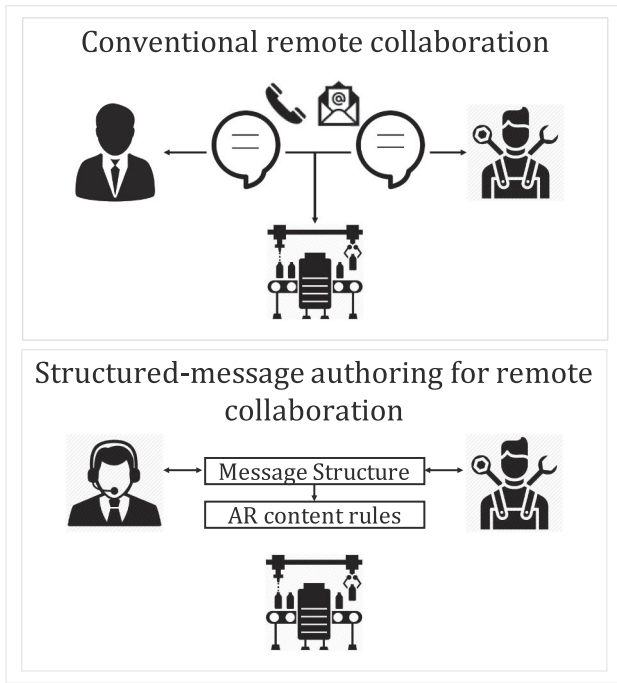 Conventional remote collaboration
@
Structured-message authoring for remote
collaboration
Message Structure
AR content rules